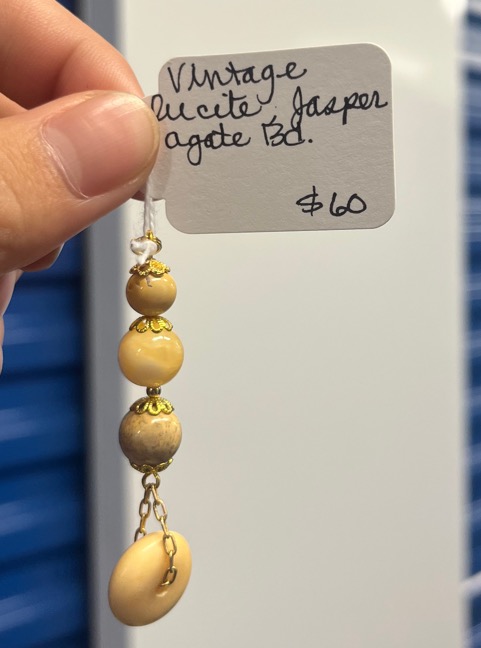 Vintage
lucite, Jasper
agate Bd.
$60